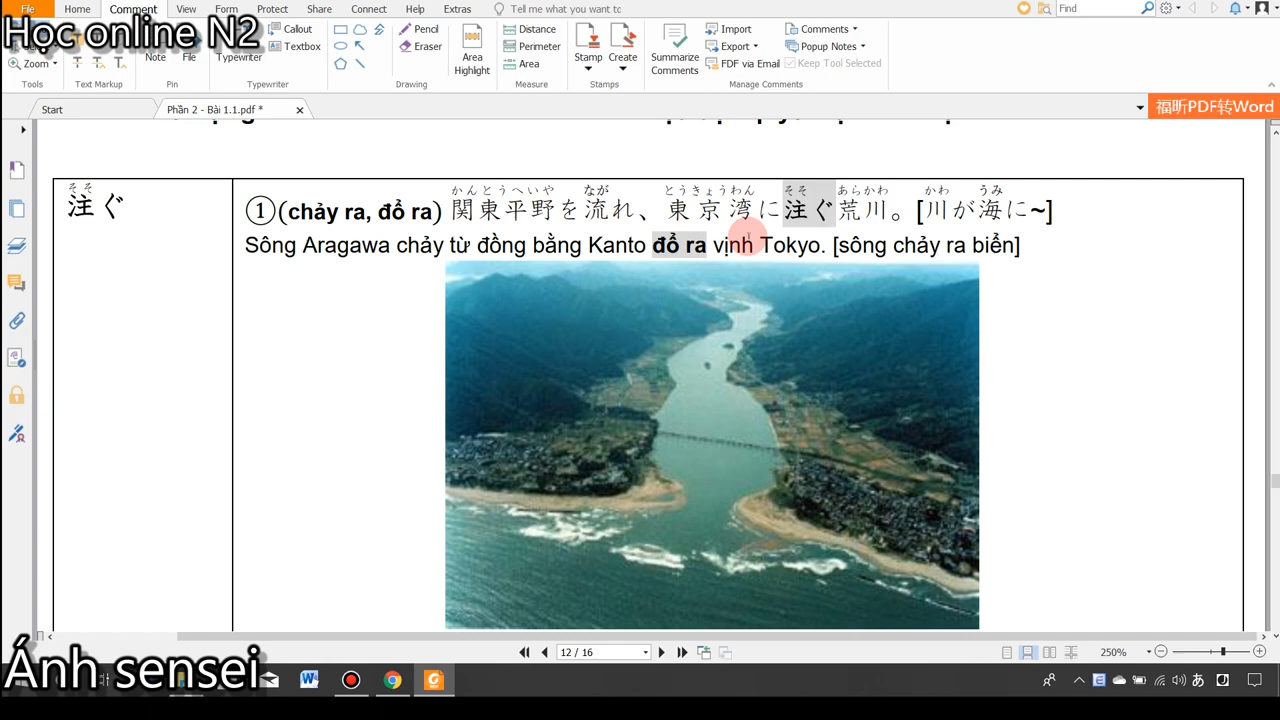 File Home Comment View Form Protect Share Connect Help Extras Tell me what you want to Find
Học online N2
Callout Pencil Distance Import Comments
Textbox Eraser Perimeter Export Popup Notes
Zoom Typewriter Note File Area Highlight Area Stamp Create Summarize Comments FDF via Email Keep Tool Selected
Tools Text Markup Pin Typewriter Drawing Measure Stamps Manage Comments
Start Phần 2 - Bài 1.1.pdf * 福昕PDF转Word
そそ
注ぐ
かんとうへいや なが とうきょうわん そそ あらかわ かわ うみ
①(chảy ra, đổ ra) 関東平野を流れ、東京湾に注ぐ荒川。[川が海に~]
Sông Aragawa chảy từ đồng bằng Kanto đổ ra vịnh Tokyo. [sông chảy ra biển]
12 / 16 250%
Ánh sensei
あ